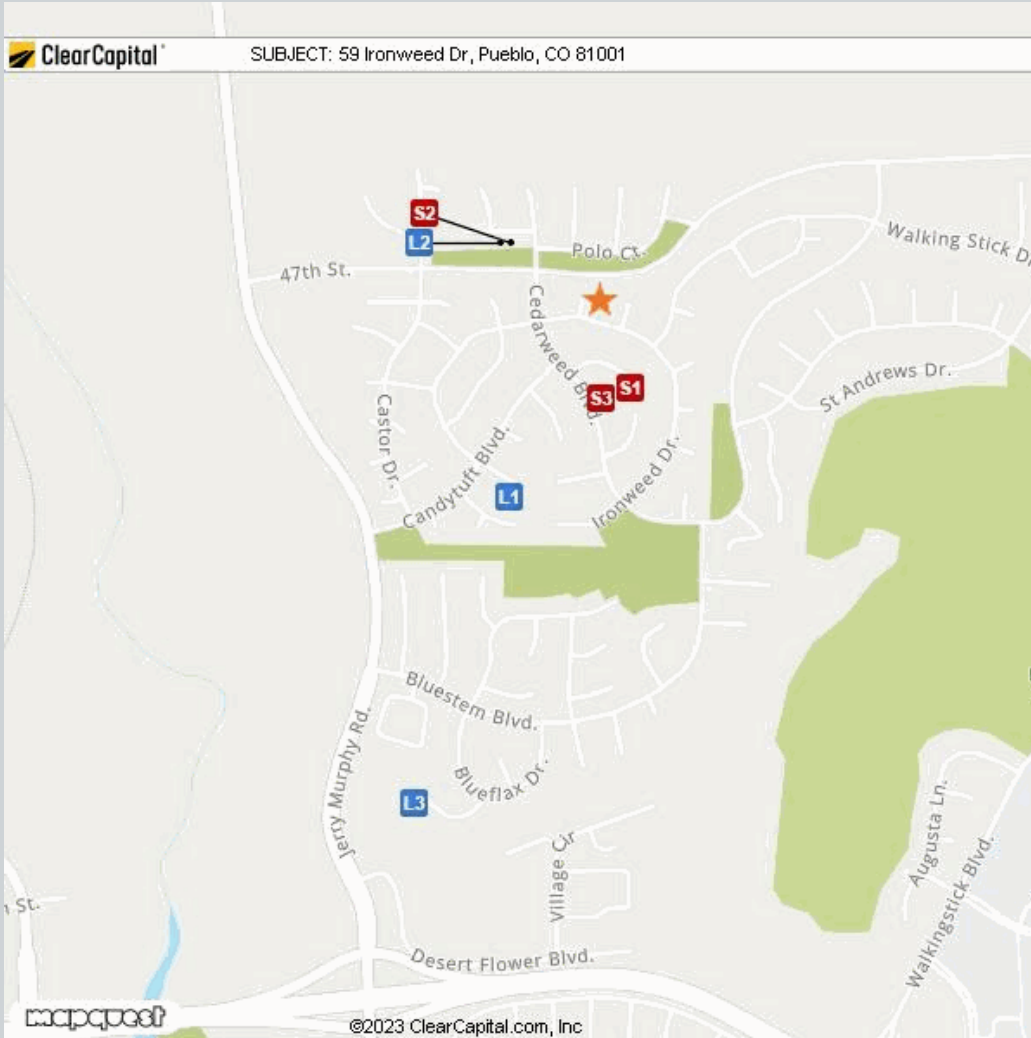 ClearCapital
SUBJECT: 59 Ironweed Dr, Pueblo, CO 81001
S2
L2
Polo Ct.
Walking Stick Dr
47th St.
Cedarweed Blvd.
St Andrews Dr.
S1
S3
Castor Dr.
Candytuft Blvd.
Ironweed Dr.
L1
Bluestem Blvd.
Jerry Murphy Rd.
Blueflax Dr.
L3
Augusta Ln.
Village Cir
Walkingstick Blvd.
St.
Desert Flower Blvd.
mapquest
©2023 ClearCapital.com, Inc